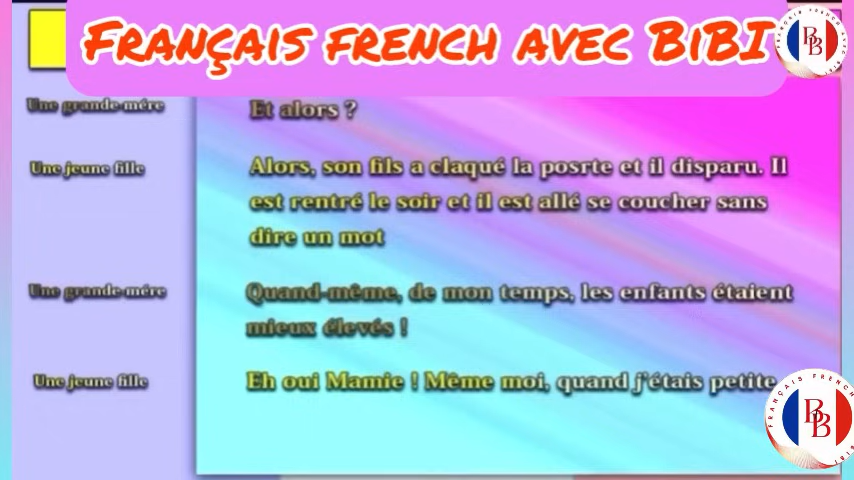 Français french avec BiBi
Une grande-mére
Et alors ?
Une jeune fille
Alors, son fils a claqué la posrte et il disparu. Il
est rentré le soir et il est allé se coucher sans
dire un mot
Une grande-mére
Quand-même, de mon temps, les enfants étaient
mieux élevés !
Une jeune fille
Eh oui Mamie ! Même moi, quand j'étais petite